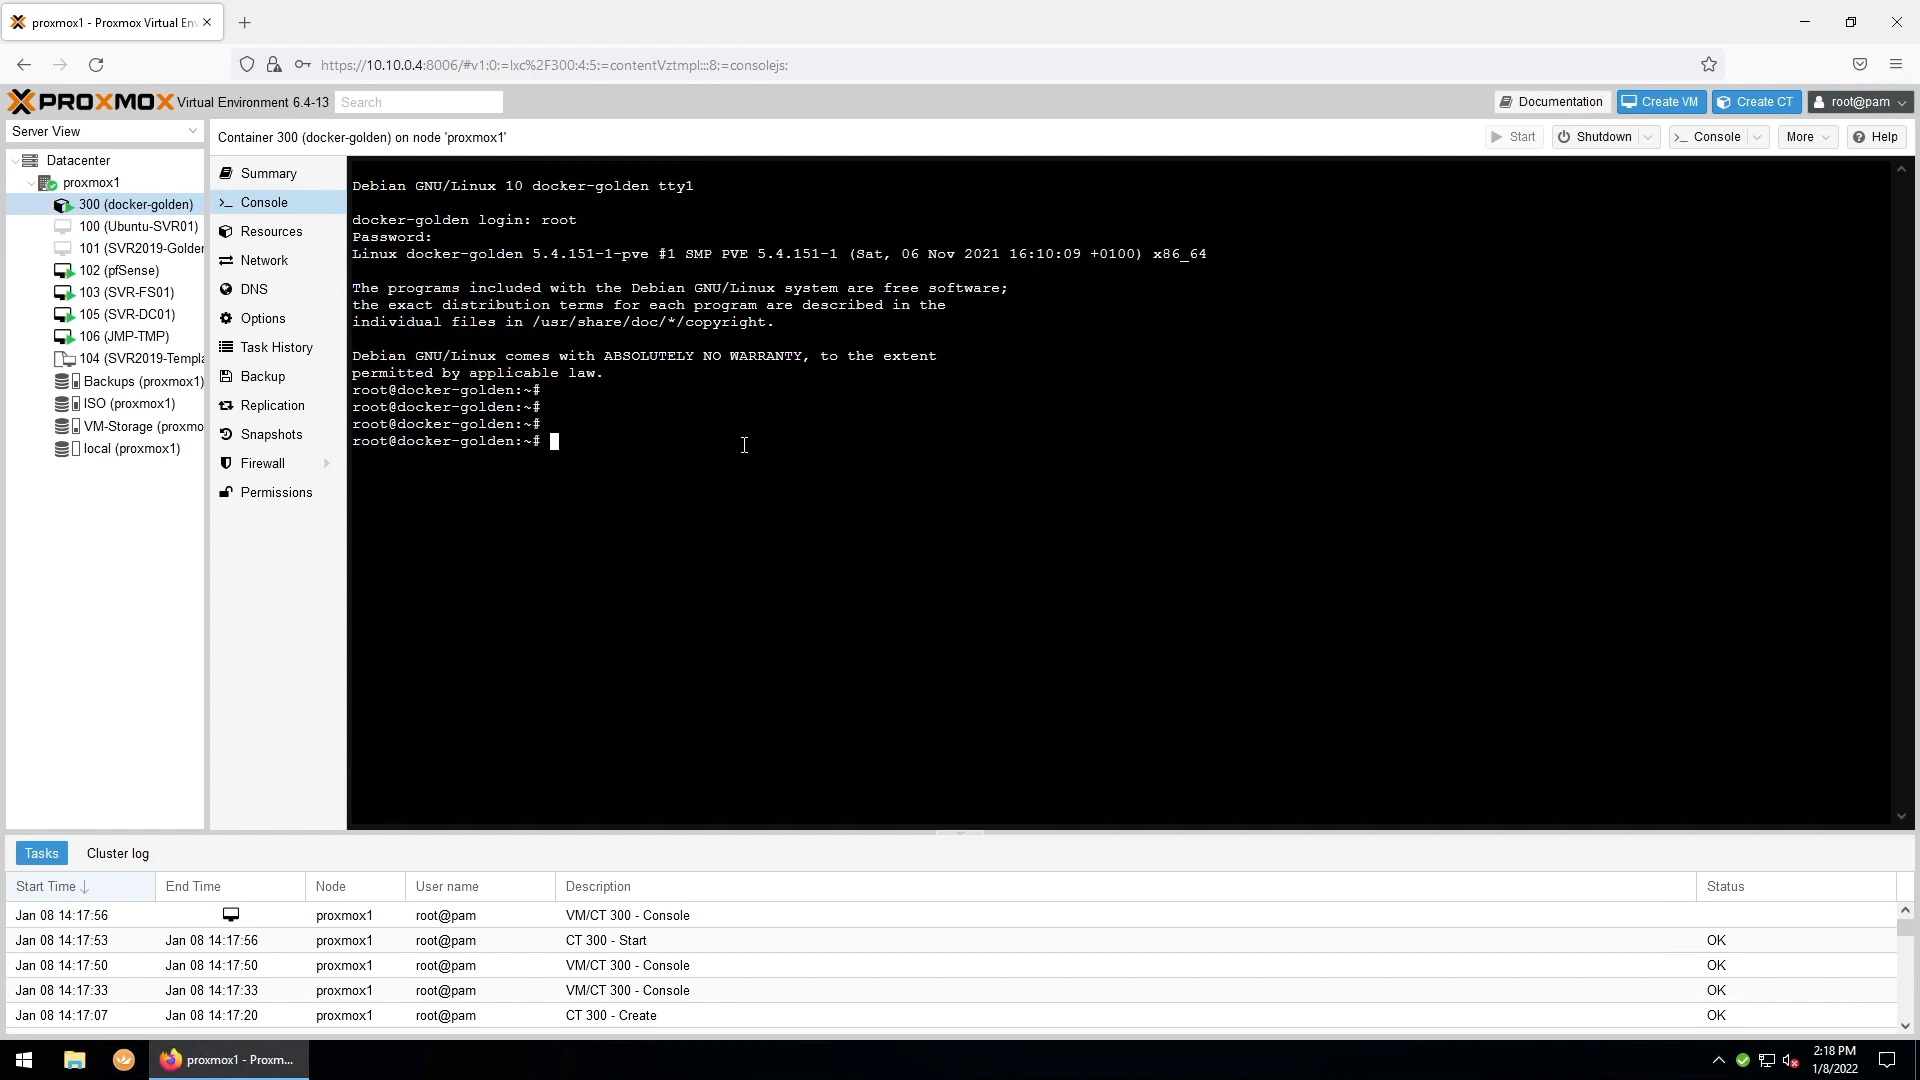 proxmox1 - Proxmox Virtual En
https://10.10.0.4:8006/#v1:0:=lxc%2F300:4:5:=contentVztmpl:::8:=consolejs:
PROXMOX Virtual Environment 6.4-13 Search Documentation Create VM Create CT root@pam
Server View
Container 300 (docker-golden) on node 'proxmox1' Start Shutdown Console More Help
Datacenter
proxmox1
300 (docker-golden)
100 (Ubuntu-SVR01)
101 (SVR2019-Golden
102 (pfSense)
103 (SVR-FS01)
105 (SVR-DC01)
106 (JMP-TMP)
104 (SVR2019-Templa
Backups (proxmox1)
ISO (proxmox1)
VM-Storage (proxmo
local (proxmox1)
Summary
Console
Resources
Network
DNS
Options
Task History
Backup
Replication
Snapshots
Firewall
Permissions
Debian GNU/Linux 10 docker-golden tty1
docker-golden login: root
Password:
Linux docker-golden 5.4.151-1-pve #1 SMP PVE 5.4.151-1 (Sat, 06 Nov 2021 16:10:09 +0100) x86_64
The programs included with the Debian GNU/Linux system are free software;
the exact distribution terms for each program are described in the
individual files in /usr/share/doc/*/copyright.
Debian GNU/Linux comes with ABSOLUTELY NO WARRANTY, to the extent
permitted by applicable law.
root@docker-golden:~#
root@docker-golden:~#
root@docker-golden:~#
root@docker-golden:~#
Tasks Cluster log
Start Time End Time Node User name Description Status
Jan 08 14:17:56 proxmox1 root@pam VM/CT 300 - Console
Jan 08 14:17:53 Jan 08 14:17:56 proxmox1 root@pam CT 300 - Start OK
Jan 08 14:17:50 Jan 08 14:17:50 proxmox1 root@pam VM/CT 300 - Console OK
Jan 08 14:17:33 Jan 08 14:17:33 proxmox1 root@pam VM/CT 300 - Console OK
Jan 08 14:17:07 Jan 08 14:17:20 proxmox1 root@pam CT 300 - Create OK
proxmox1 - Proxm...
2:18 PM
1/8/2022